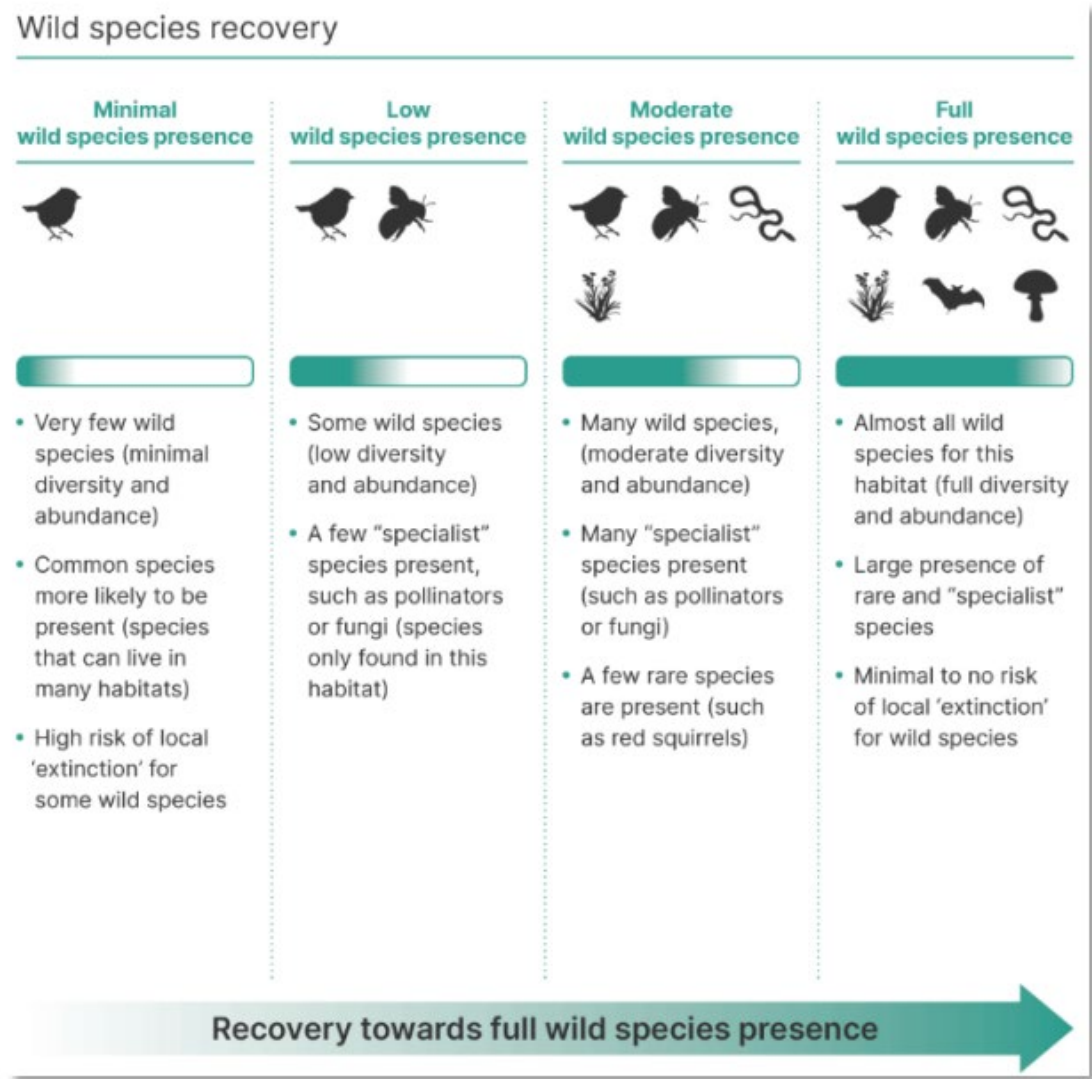 Wild species recovery
Minimal
wild species presence
• Very few wild
species (minimal
diversity and
abundance)
• Common species
more likely to be
present (species
that can live in
many habitats)
• High risk of local
‘extinction’ for
some wild species
Low
wild species presence
• Some wild species
(low diversity
and abundance)
• A few “specialist”
species present,
such as pollinators
or fungi (species
only found in this
habitat)
Moderate
wild species presence
• Many wild species,
(moderate diversity
and abundance)
• Many “specialist”
species present
(such as pollinators
or fungi)
• A few rare species
are present (such
as red squirrels)
Full
wild species presence
• Almost all wild
species for this
habitat (full diversity
and abundance)
• Large presence of
rare and “specialist”
species
• Minimal to no risk
of local ‘extinction’
for wild species
Recovery towards full wild species presence